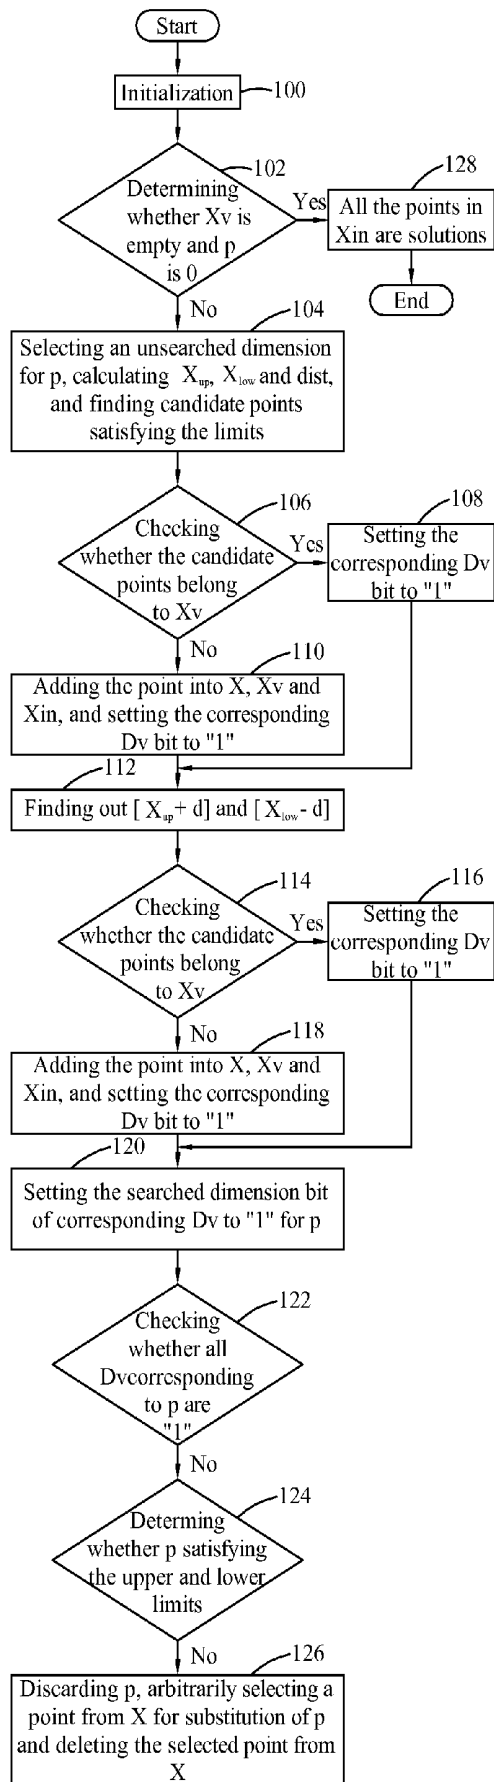 Start
Initialization
100
102
Determining
whether Xv is
empty and p
is 0
Yes
128
All the points in
Xin are solutions
End
No
104
Selecting an unsearched dimension
for p, calculating Xup, Xlow and dist,
and finding candidate points
satisfying the limits
106
Checking
whether the candidate
points belong
to Xv
Yes
108
Setting the
corresponding Dv
bit to "1"
No
110
Adding the point into X, Xv and
Xin, and setting the corresponding
Dv bit to "1"
112
Finding out [ Xup+ d] and [ Xlow- d]
114
Checking
whether the candidate
points belong
to Xv
Yes
116
Setting the
corresponding Dv
bit to "1"
No
118
Adding the point into X, Xv and
Xin, and setting the corresponding
Dv bit to "1"
120
Setting the searched dimension bit
of corresponding Dv to "1" for p
122
Checking
whether all
Dvcorresponding
to p are
"1"
No
124
Determing
whether p satisfying
the upper and lower
limits
No
126
Discarding p, arbitrarily selecting a
point from X for substitution of p
and deleting the selected point from
X